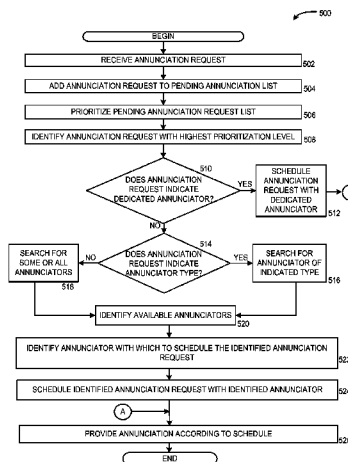 500
BEGIN
RECEIVE ANNUNCIATION REQUEST
502
ADD ANNUNCIATION REQUEST TO PENDING ANNUNCIATION LIST
504
PRIORITIZE PENDING ANNUNCIATION REQUEST LIST
506
IDENTIFY ANNUNCIATION REQUEST WITH HIGHEST PRIORITIZATION LEVEL
508
510
DOES ANNUNCIATION
REQUEST INDICATE
DEDICATED ANNUNCIATOR?
YES
SCHEDULE
ANNUNCIATION
REQUEST WITH
DEDICATED
ANNUNCIATOR
512
NO
514
DOES ANNUNCIATION
REQUEST INDICATE
ANNUNCIATOR TYPE?
NO
YES
SEARCH FOR
SOME OR ALL
ANNUNCIATORS
518
SEARCH FOR
ANNUNCIATOR OF
INDICATED TYPE
516
IDENTIFY AVAILABLE ANNUNCIATORS
520
IDENTIFY ANNUNCIATOR WITH WHICH TO SCHEDULE THE IDENTIFIED ANNUNCIATION
REQUEST
SCHEDULE IDENTIFIED ANNUNCIATION REQUEST WITH IDENTIFIED ANNUNCIATOR
A
PROVIDE ANNUNCIATION ACCORDING TO SCHEDULE
END